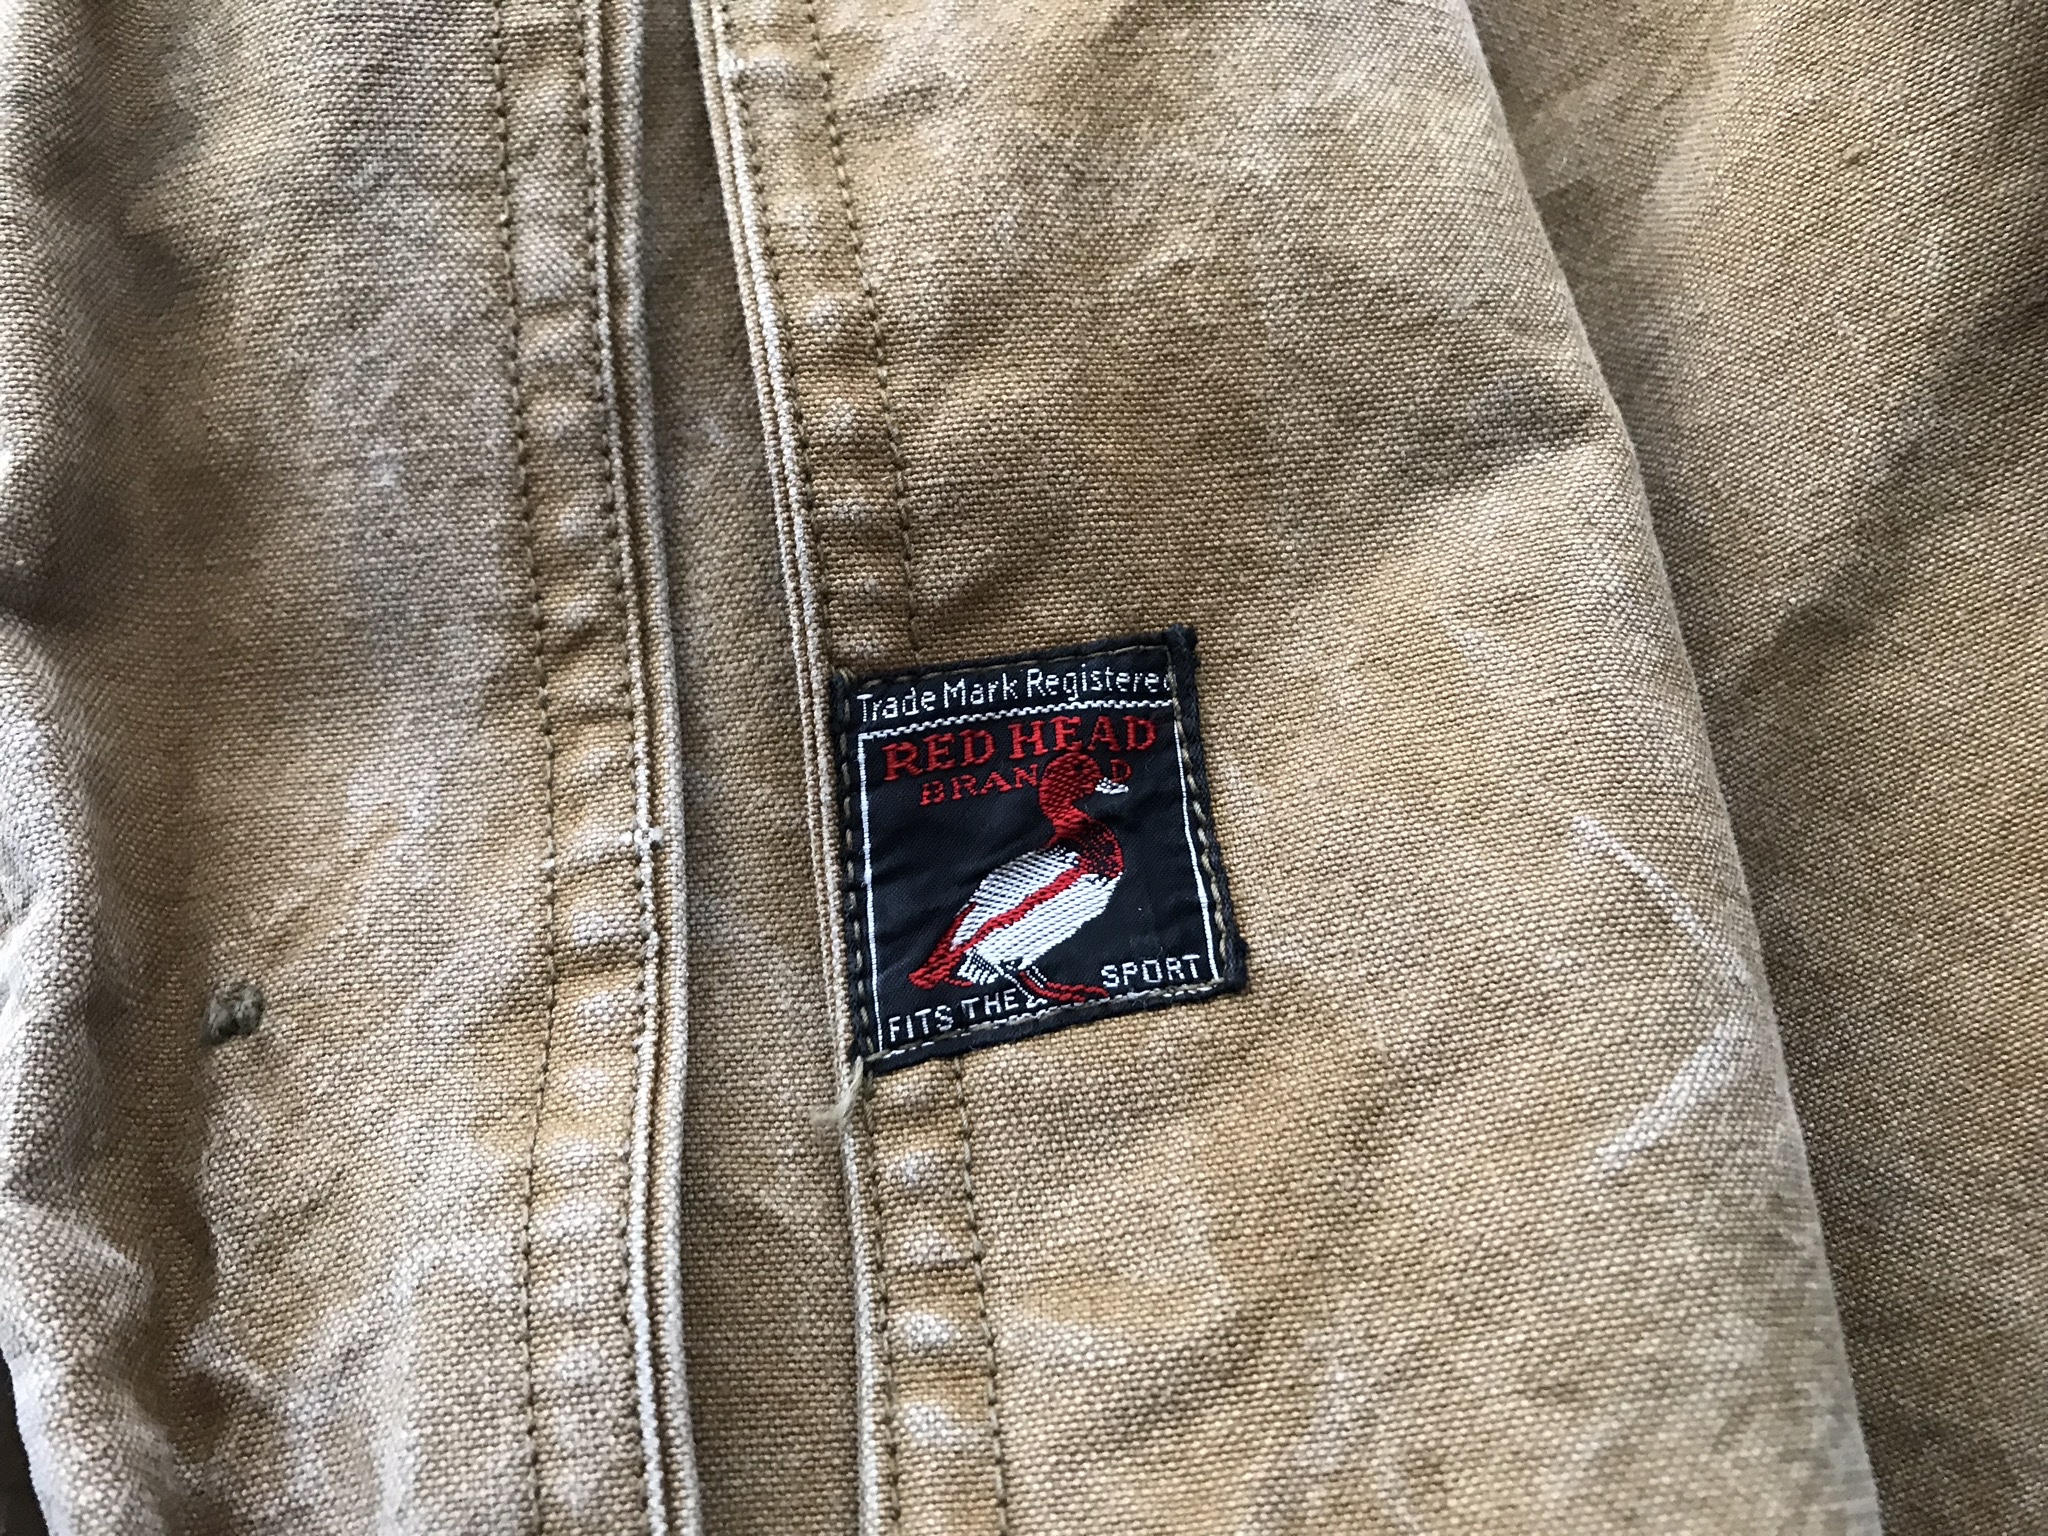 Trade Mark Registered
RED HEAD
BRAND
FITS THE SPORT